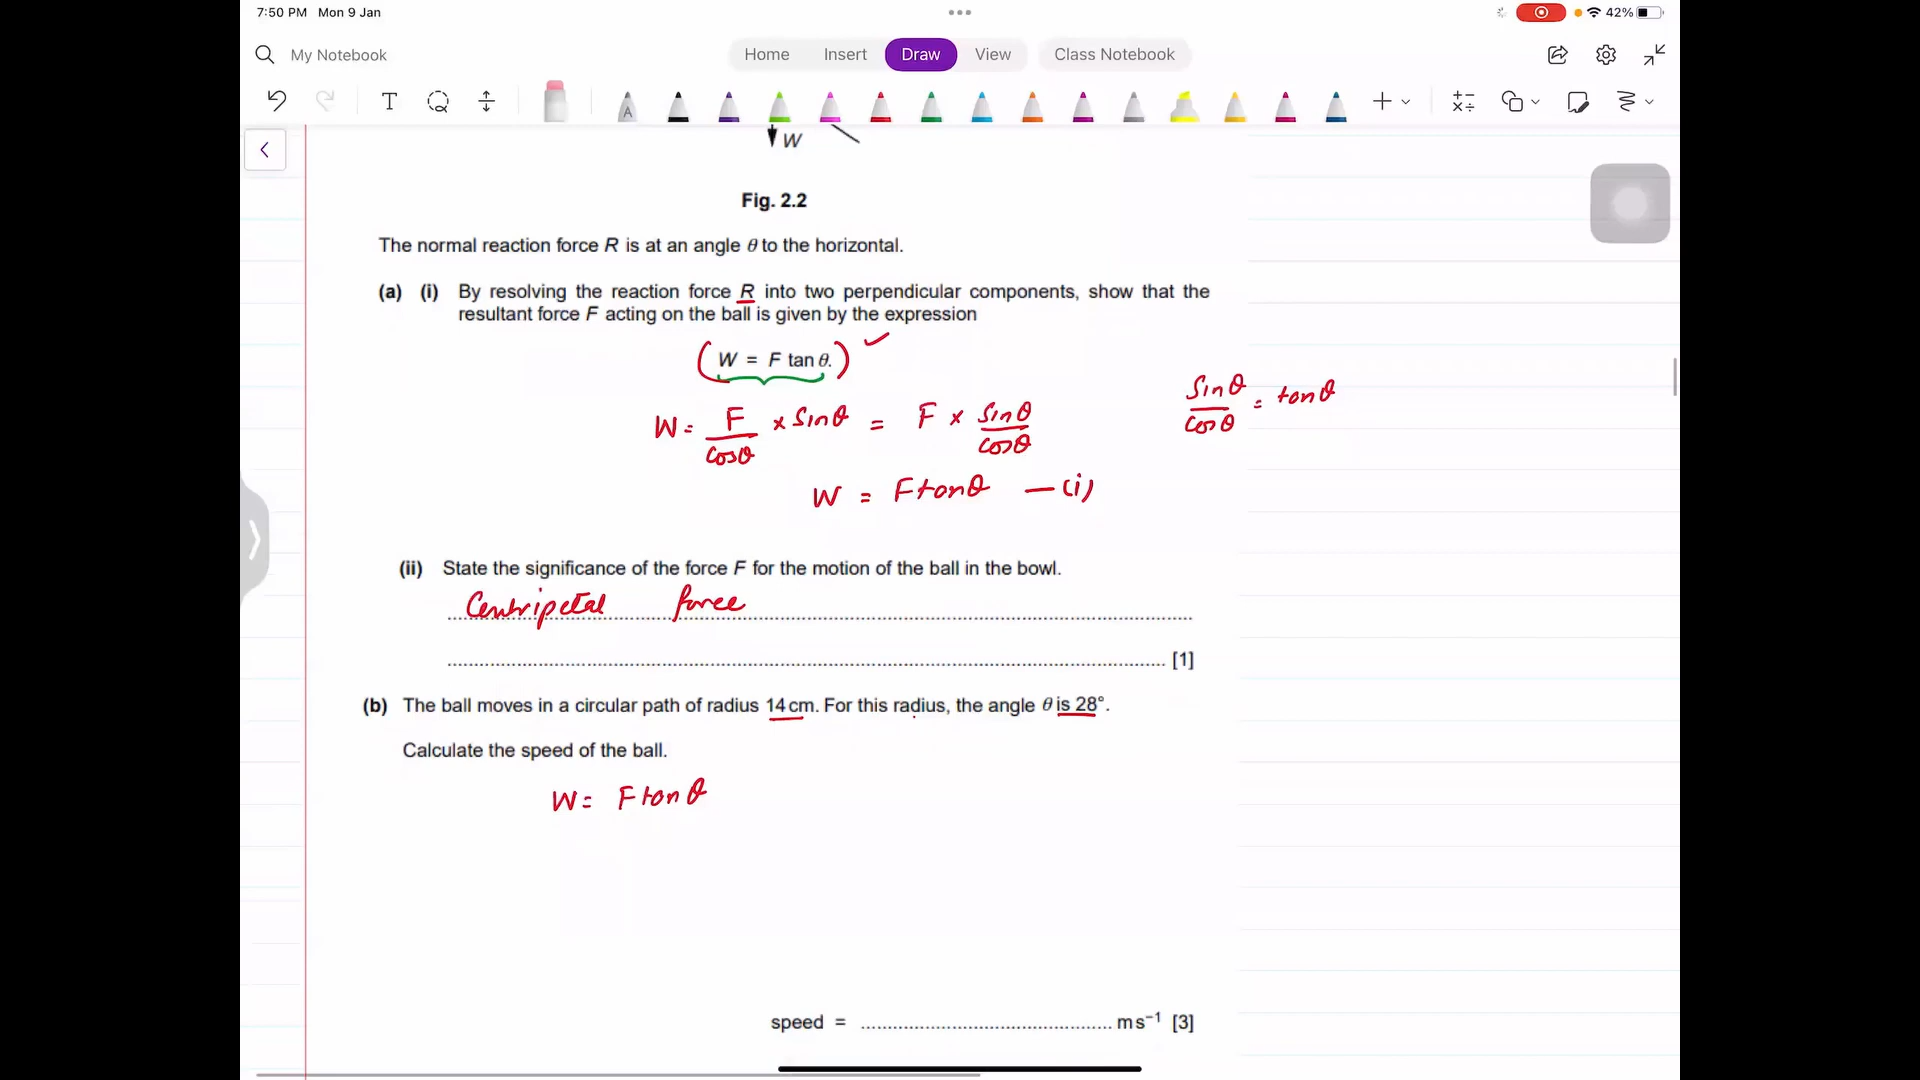 7:50 PM Mon 9 Jan
42%
My Notebook
Home Insert Draw View Class Notebook
T
A
W
Fig. 2.2
The normal reaction force R is at an angle θ to the horizontal.
(a) (i) By resolving the reaction force R into two perpendicular components, show that the
resultant force F acting on the ball is given by the expression
(W = F tan θ.) ✓
W = F/cosθ × sinθ = F × sinθ/cosθ
sinθ/cosθ = tanθ
W = F tanθ — (i)
(ii) State the significance of the force F for the motion of the ball in the bowl.
Centripetal force
[1]
(b) The ball moves in a circular path of radius 14 cm. For this radius, the angle θ is 28°.
Calculate the speed of the ball.
W = F tan θ
speed = ............................................. m s⁻¹ [3]